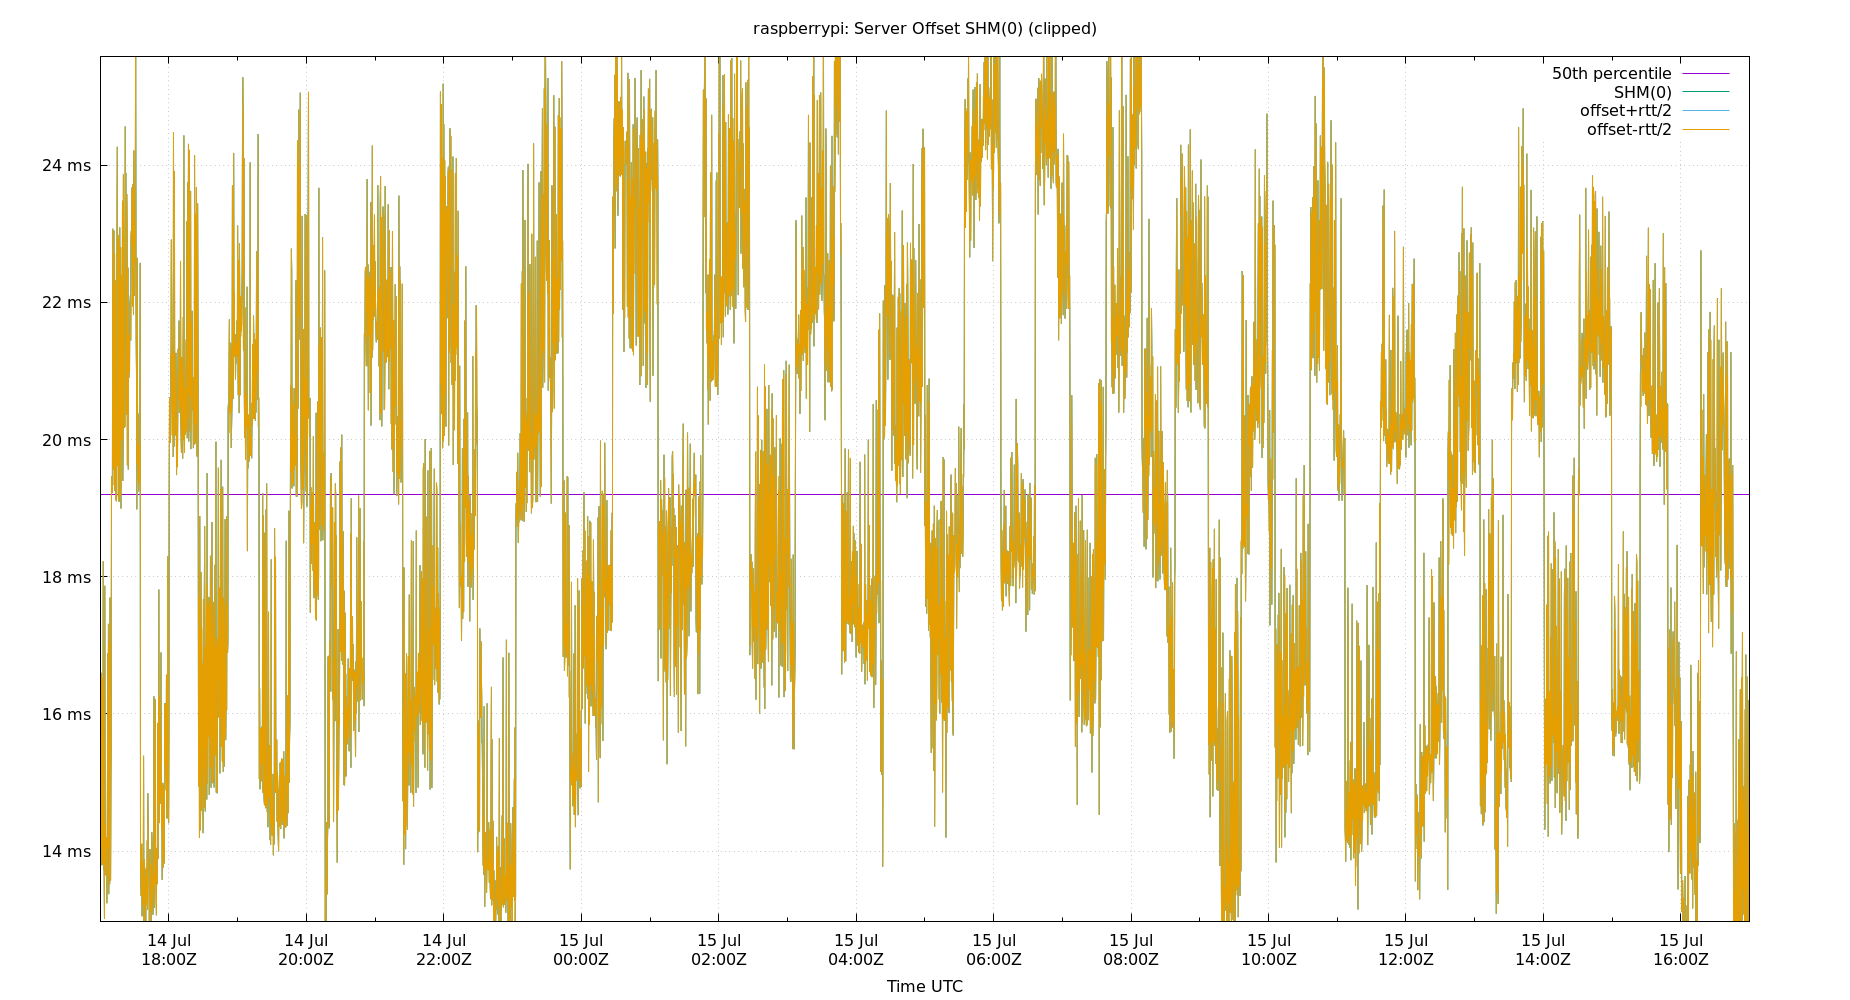 raspberrypi: Server Offset SHM(0) (clipped)
50th percentile
SHM(0)
offset+rtt/2
offset-rtt/2
24 ms
22 ms
20 ms
18 ms
16 ms
14 ms
14 Jul 14 Jul 14 Jul 15 Jul 15 Jul 15 Jul 15 Jul 15 Jul 15 Jul 15 Jul 15 Jul 15 Jul
18:00Z 20:00Z 22:00Z 00:00Z 02:00Z 04:00Z 06:00Z 08:00Z 10:00Z 12:00Z 14:00Z 16:00Z
Time UTC